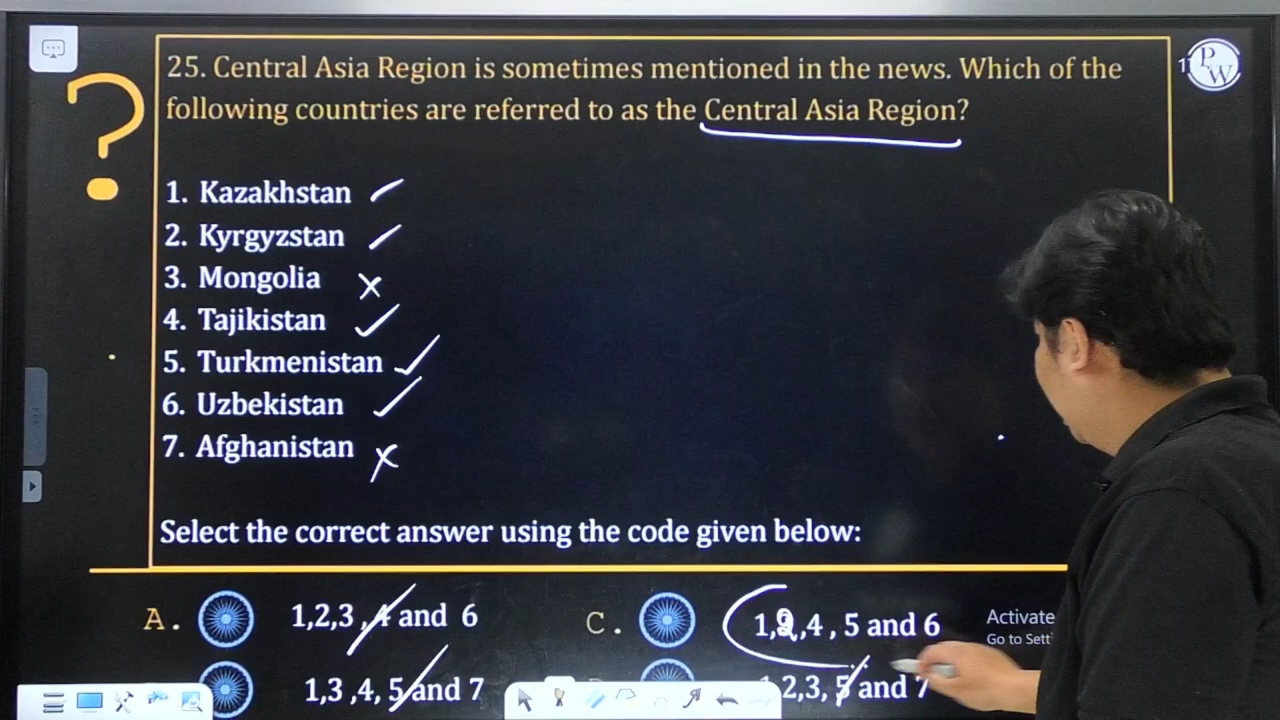 25. Central Asia Region is sometimes mentioned in the news. Which of the
following countries are referred to as the Central Asia Region?
PW
1. Kazakhstan
2. Kyrgyzstan
3. Mongolia
4. Tajikistan
5. Turkmenistan
6. Uzbekistan
7. Afghanistan
Select the correct answer using the code given below:
A. 1,2,3 ,4 and 6
C. 1,2,4 , 5 and 6
Activate
Go to Sett
1,3 ,4, 5 and 7
2,3, 5 and 7